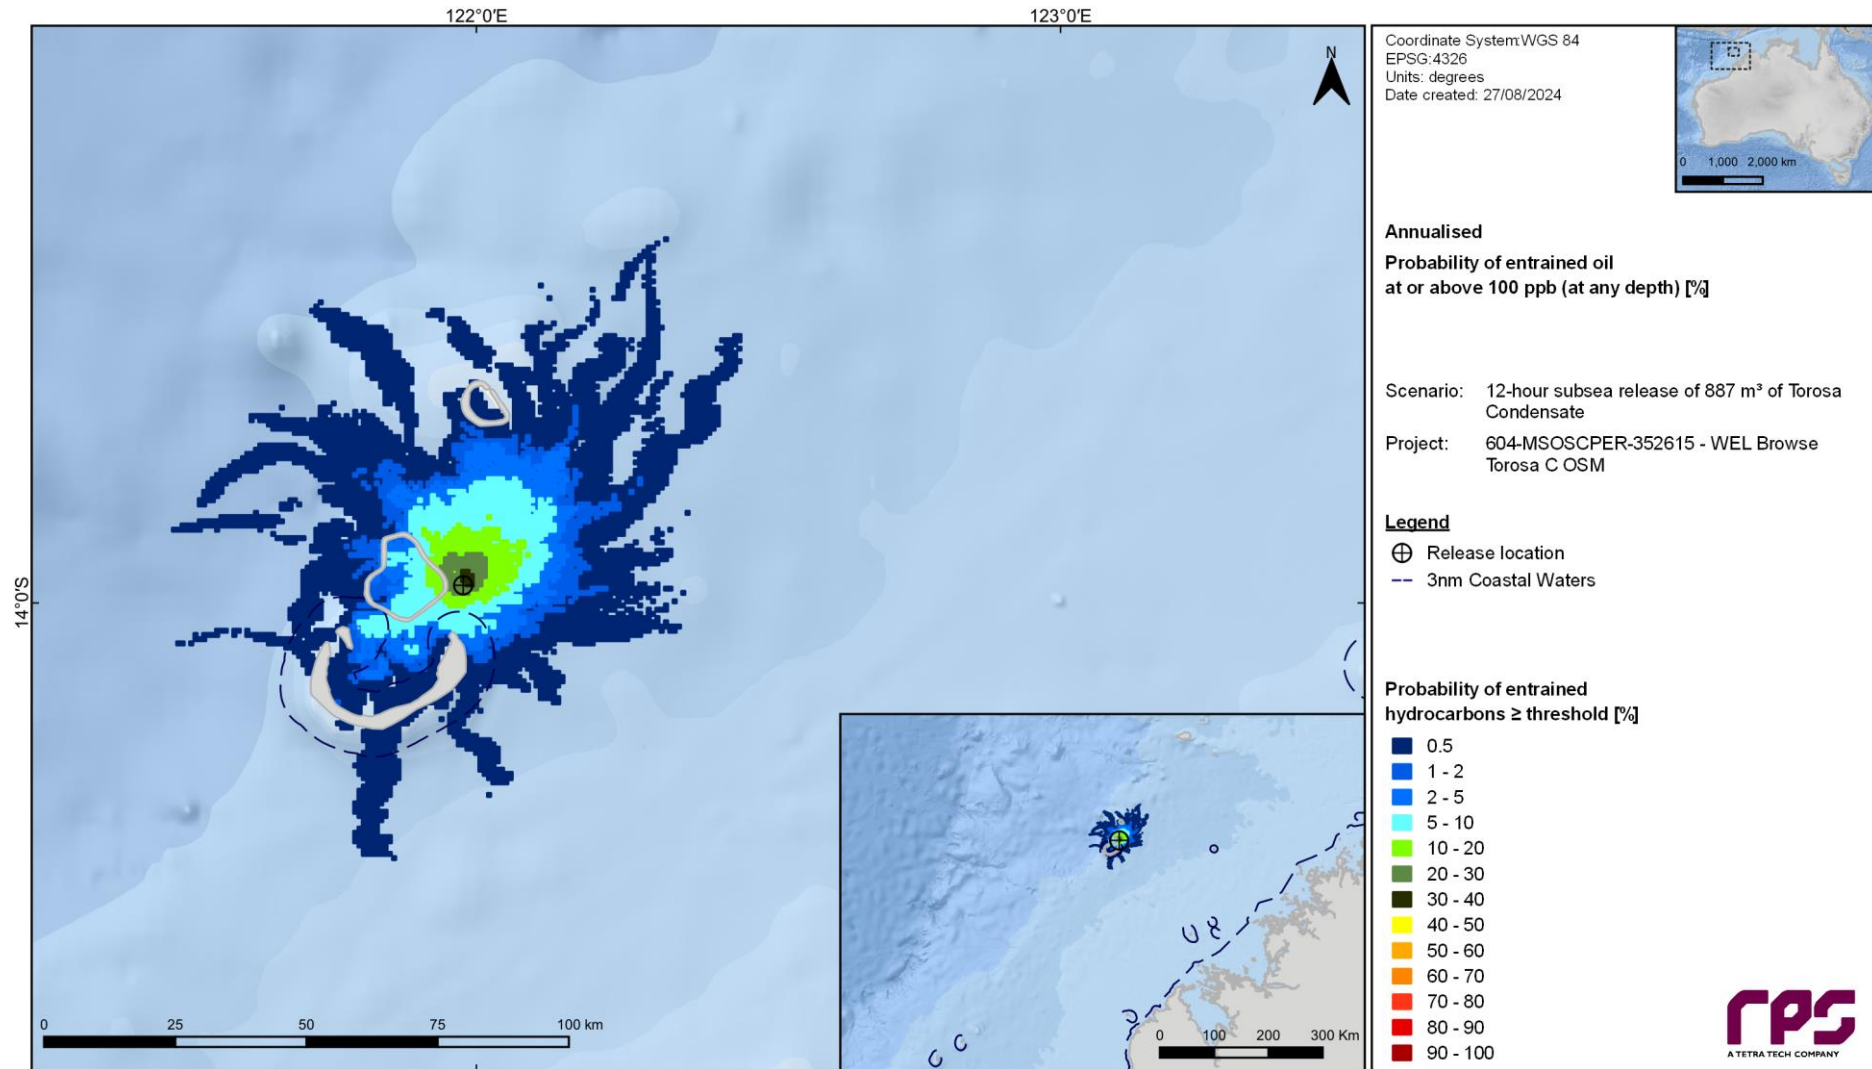 122°0'E
123°0'E
14°0'S
N
0 25 50 75 100 km
0 100 200 300 Km
Coordinate System:WGS 84
EPSG:4326
Units: degrees
Date created: 27/08/2024
0 1,000 2,000 km
Annualised
Probability of entrained oil
at or above 100 ppb (at any depth) [%]
Scenario: 12-hour subsea release of 887 m³ of Torosa
Condensate
Project: 604-MSOSCPER-352615 - WEL Browse
Torosa C OSM
Legend
Release location
3nm Coastal Waters
Probability of entrained
hydrocarbons ≥ threshold [%]
0.5
1 - 2
2 - 5
5 - 10
10 - 20
20 - 30
30 - 40
40 - 50
50 - 60
60 - 70
70 - 80
80 - 90
90 - 100
rps
A TETRA TECH COMPANY